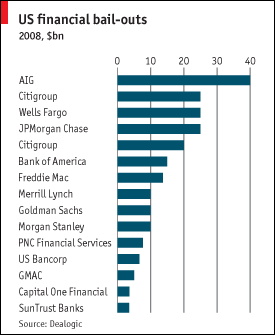 US financial bail-outs
2008, $bn
0 10 20 30 40
AIG
Citigroup
Wells Fargo
JPMorgan Chase
Citigroup
Bank of America
Freddie Mac
Merrill Lynch
Goldman Sachs
Morgan Stanley
PNC Financial Services
US Bancorp
GMAC
Capital One Financial
SunTrust Banks
Source: Dealogic